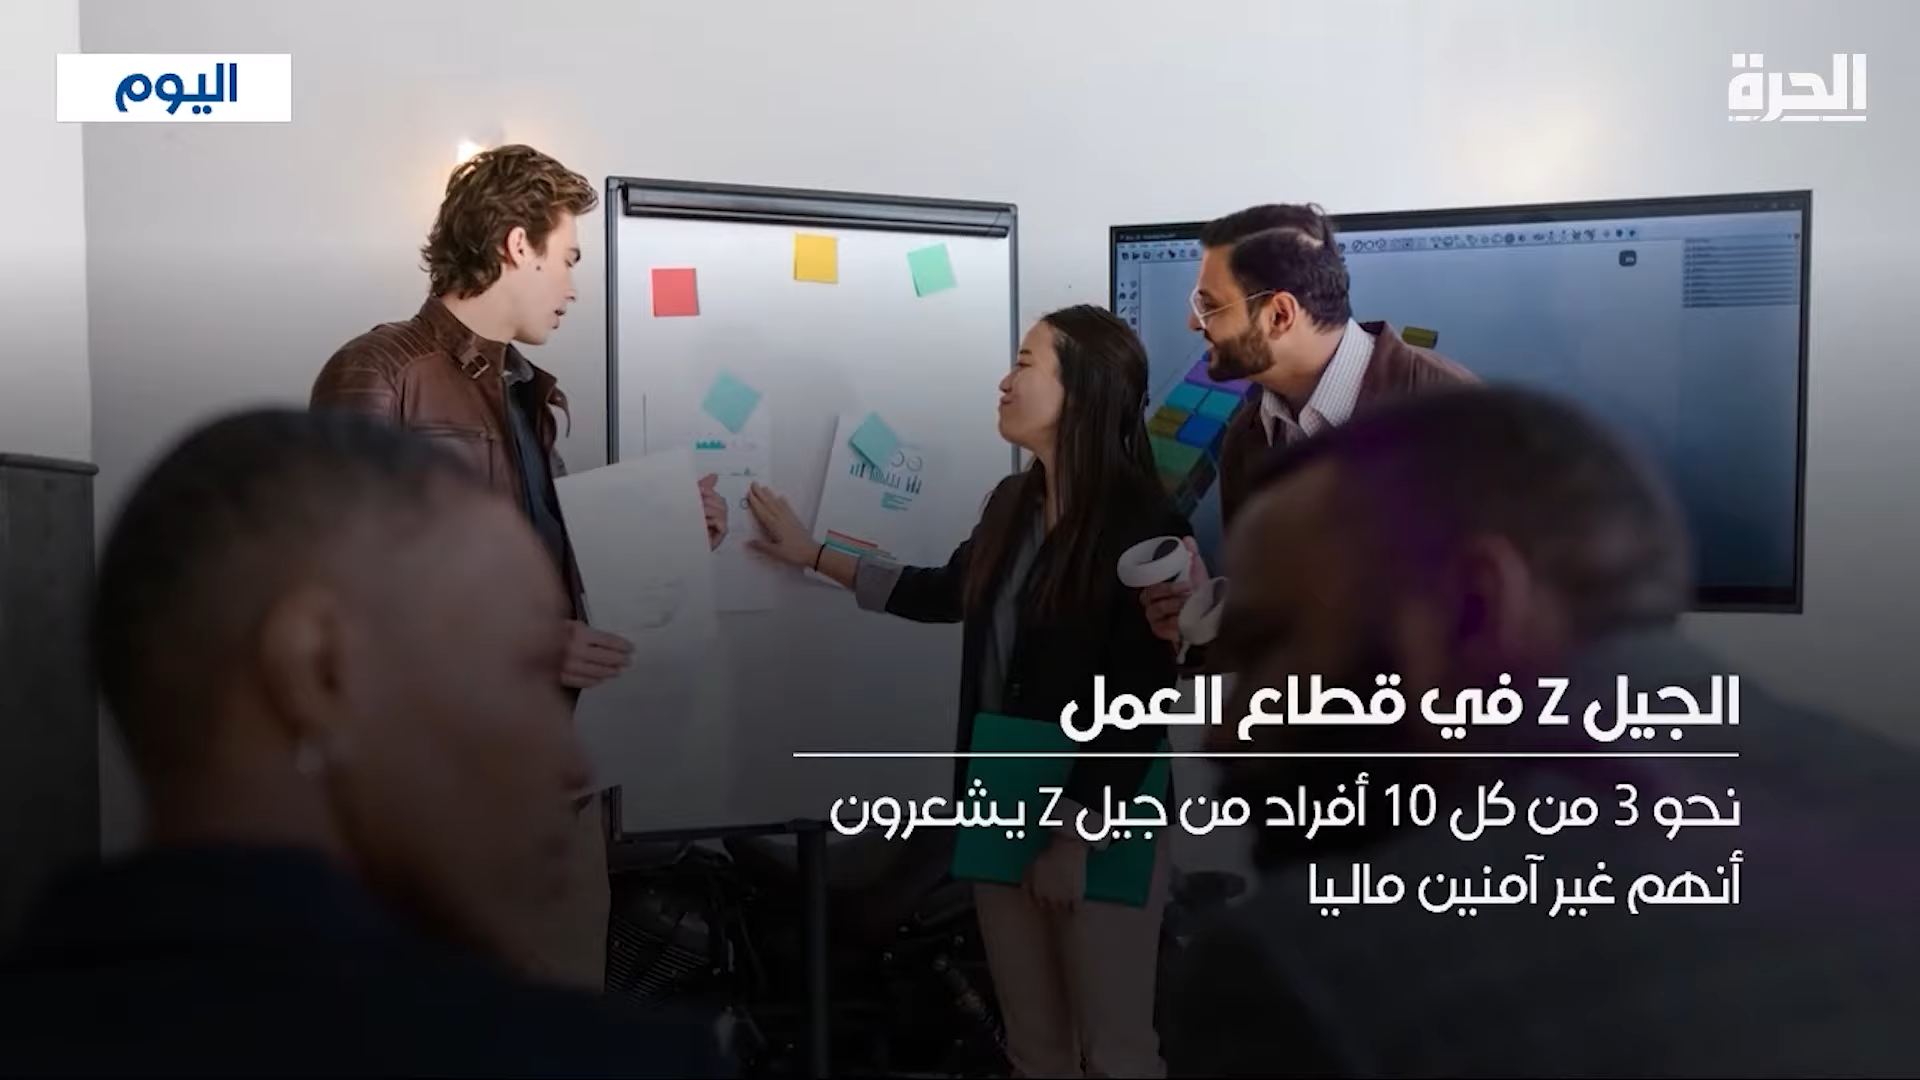 اليوم
الحرة
الجيل Z في قطاع العمل
نحو 3 من كل 10 أفراد من جيل Z يشعرون
أنهم غير آمنين ماليا